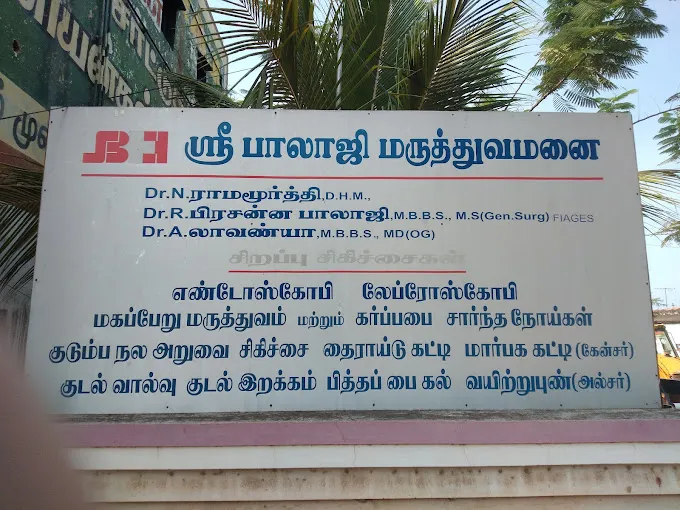 SBH ஸ்ரீ பாலாஜி மருத்துவமனை
Dr.N.ராமமூர்த்தி,D.H.M.,
Dr.R.பிரசன்ன பாலாஜி,M.B.B.S., M.S(Gen.Surg) FIAGES
Dr.A.லாவண்யா,M.B.B.S., MD(OG)
சிறப்பு சிகிச்சைகள்
எண்டோஸ்கோபி லேப்ரோஸ்கோபி
மகப்பேறு மருத்துவம் மற்றும் கர்ப்பபை சார்ந்த நோய்கள்
குடும்ப நல அறுவை சிகிச்சை தைராய்டு கட்டி மார்பக கட்டி (கேன்சர்)
குடல் வால்வு குடல் இறக்கம் பித்தப் பை கல் வயிற்றுபுண்(அல்சர்)